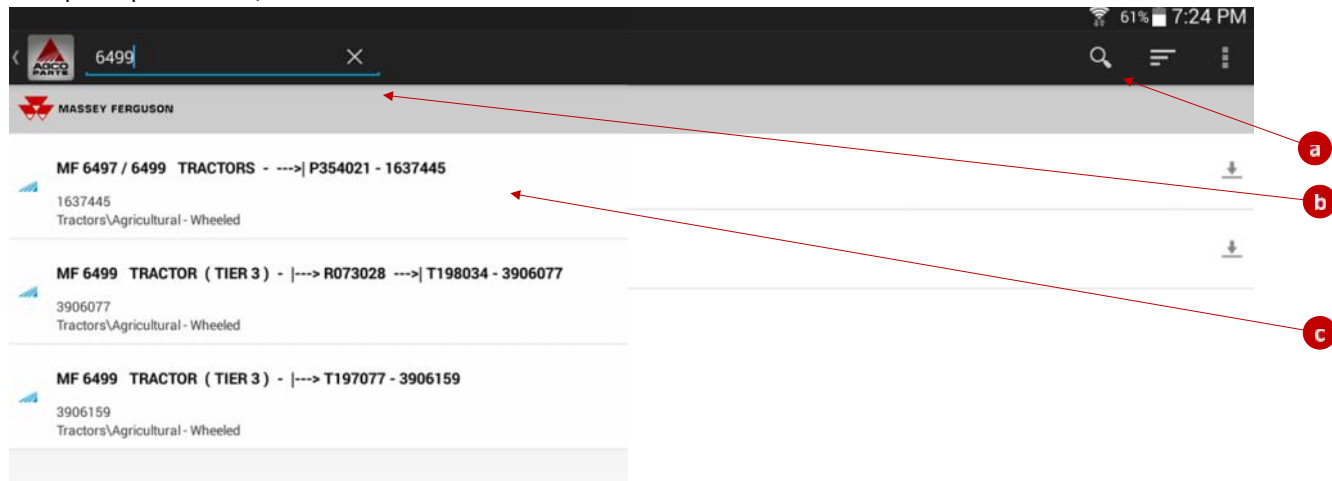 61% 7:24 PM
AGCO PARTS 6499
MASSEY FERGUSON
MF 6497 / 6499 TRACTORS - --->| P354021 - 1637445
1637445
Tractors\Agricultural - Wheeled
MF 6499 TRACTOR ( TIER 3 ) - |---> R073028 --->| T198034 - 3906077
3906077
Tractors\Agricultural - Wheeled
MF 6499 TRACTOR ( TIER 3 ) - |---> T197077 - 3906159
3906159
Tractors\Agricultural - Wheeled
a
b
c